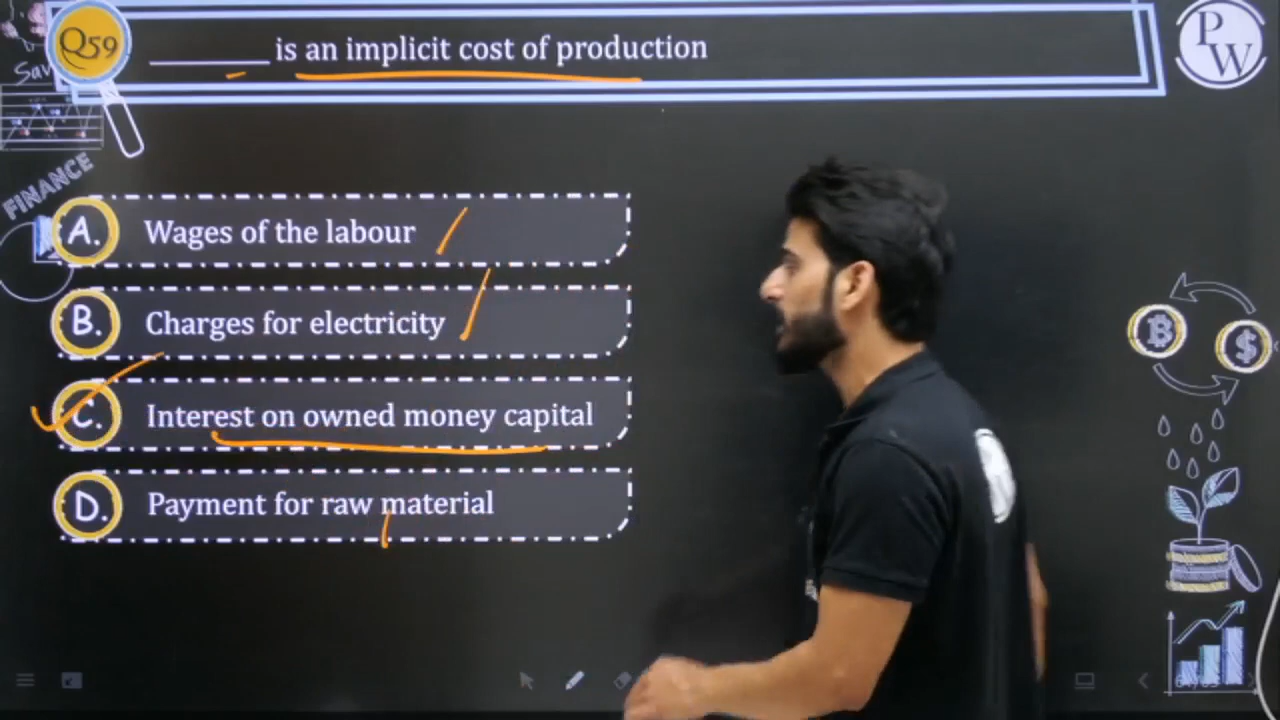 Q59
_______ is an implicit cost of production
P
W
Sav
FINANCE
A. Wages of the labour
B. Charges for electricity
C. Interest on owned money capital
D. Payment for raw material